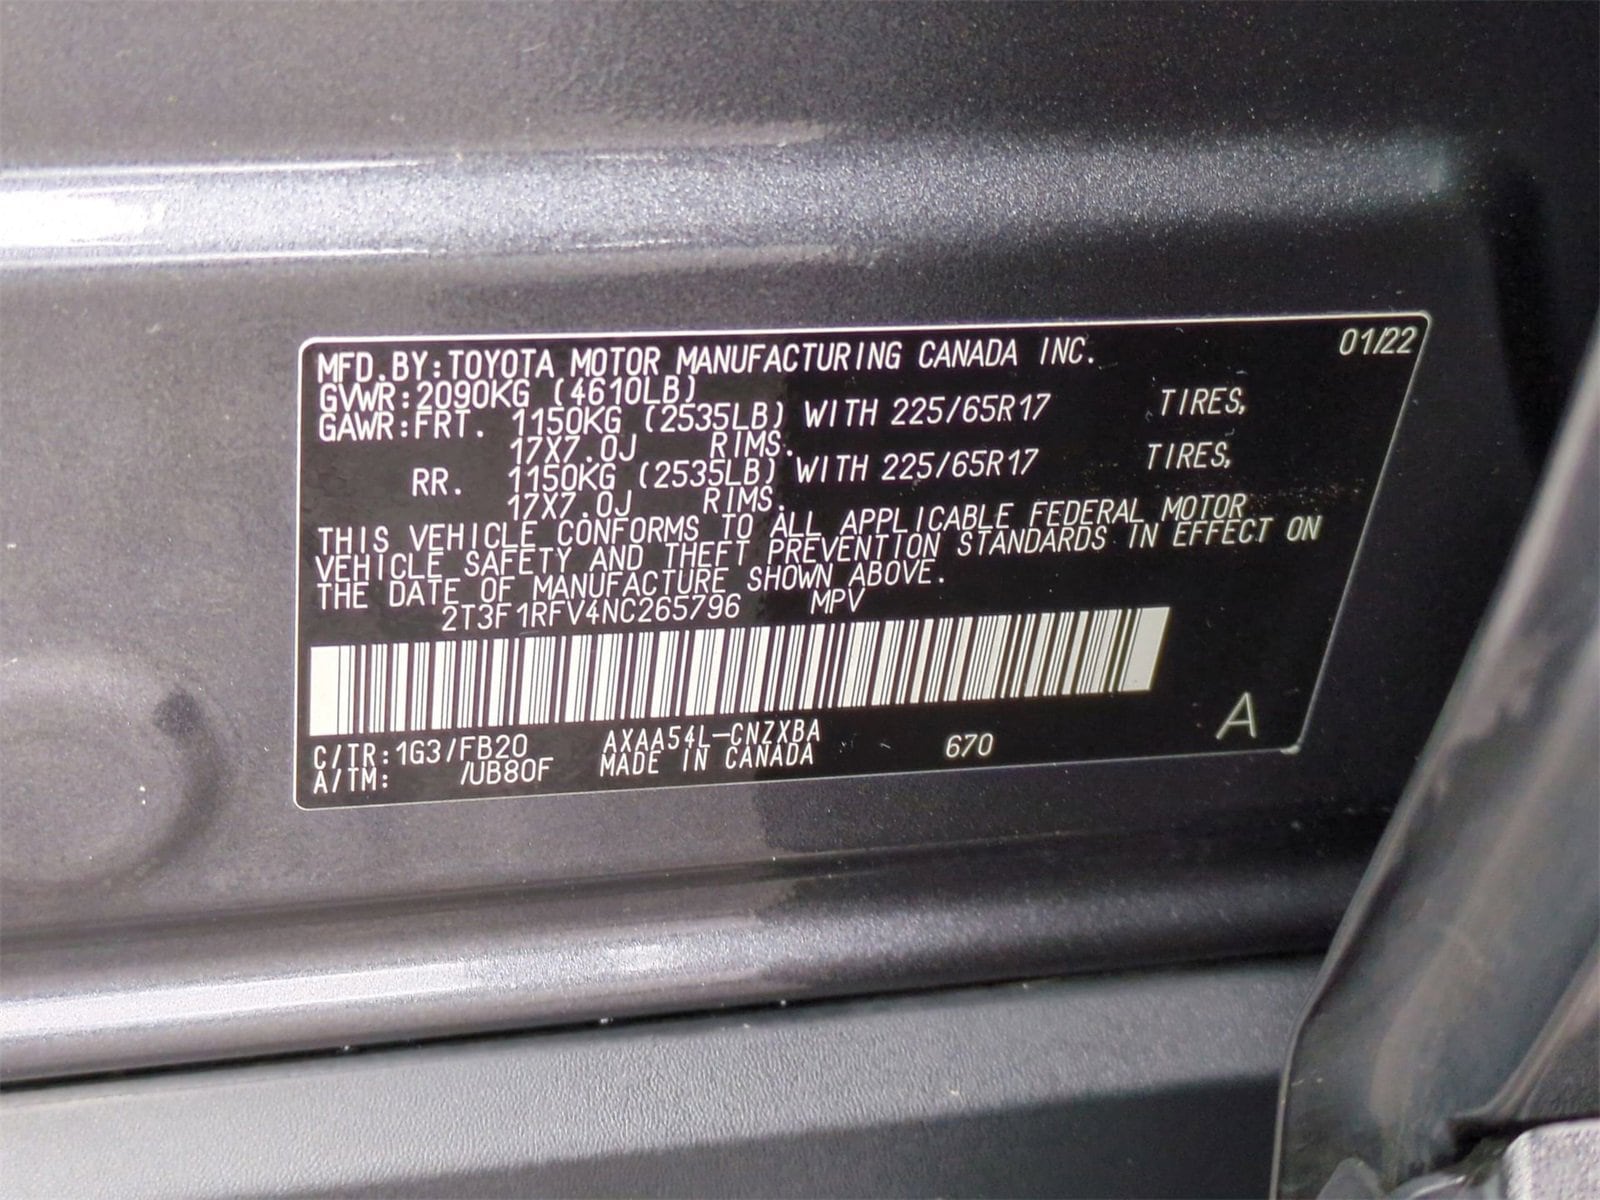 01/22
MFD.BY:TOYOTA MOTOR MANUFACTURING CANADA INC.
GVWR:2090KG (4610LB)
GAWR:FRT. 1150KG (2535LB) WITH 225/65R17 TIRES,
17X7.0J RIMS.
RR. 1150KG (2535LB) WITH 225/65R17 TIRES,
17X7.0J RIMS.
THIS VEHICLE CONFORMS TO ALL APPLICABLE FEDERAL MOTOR
VEHICLE SAFETY AND THEFT PREVENTION STANDARDS IN EFFECT ON
THE DATE OF MANUFACTURE SHOWN ABOVE.
2T3F1RFV4NC265796 MPV
C/TR:1G3/FB20 AXAA54L-CNZXBA 670 A
A/TM: /UB80F MADE IN CANADA